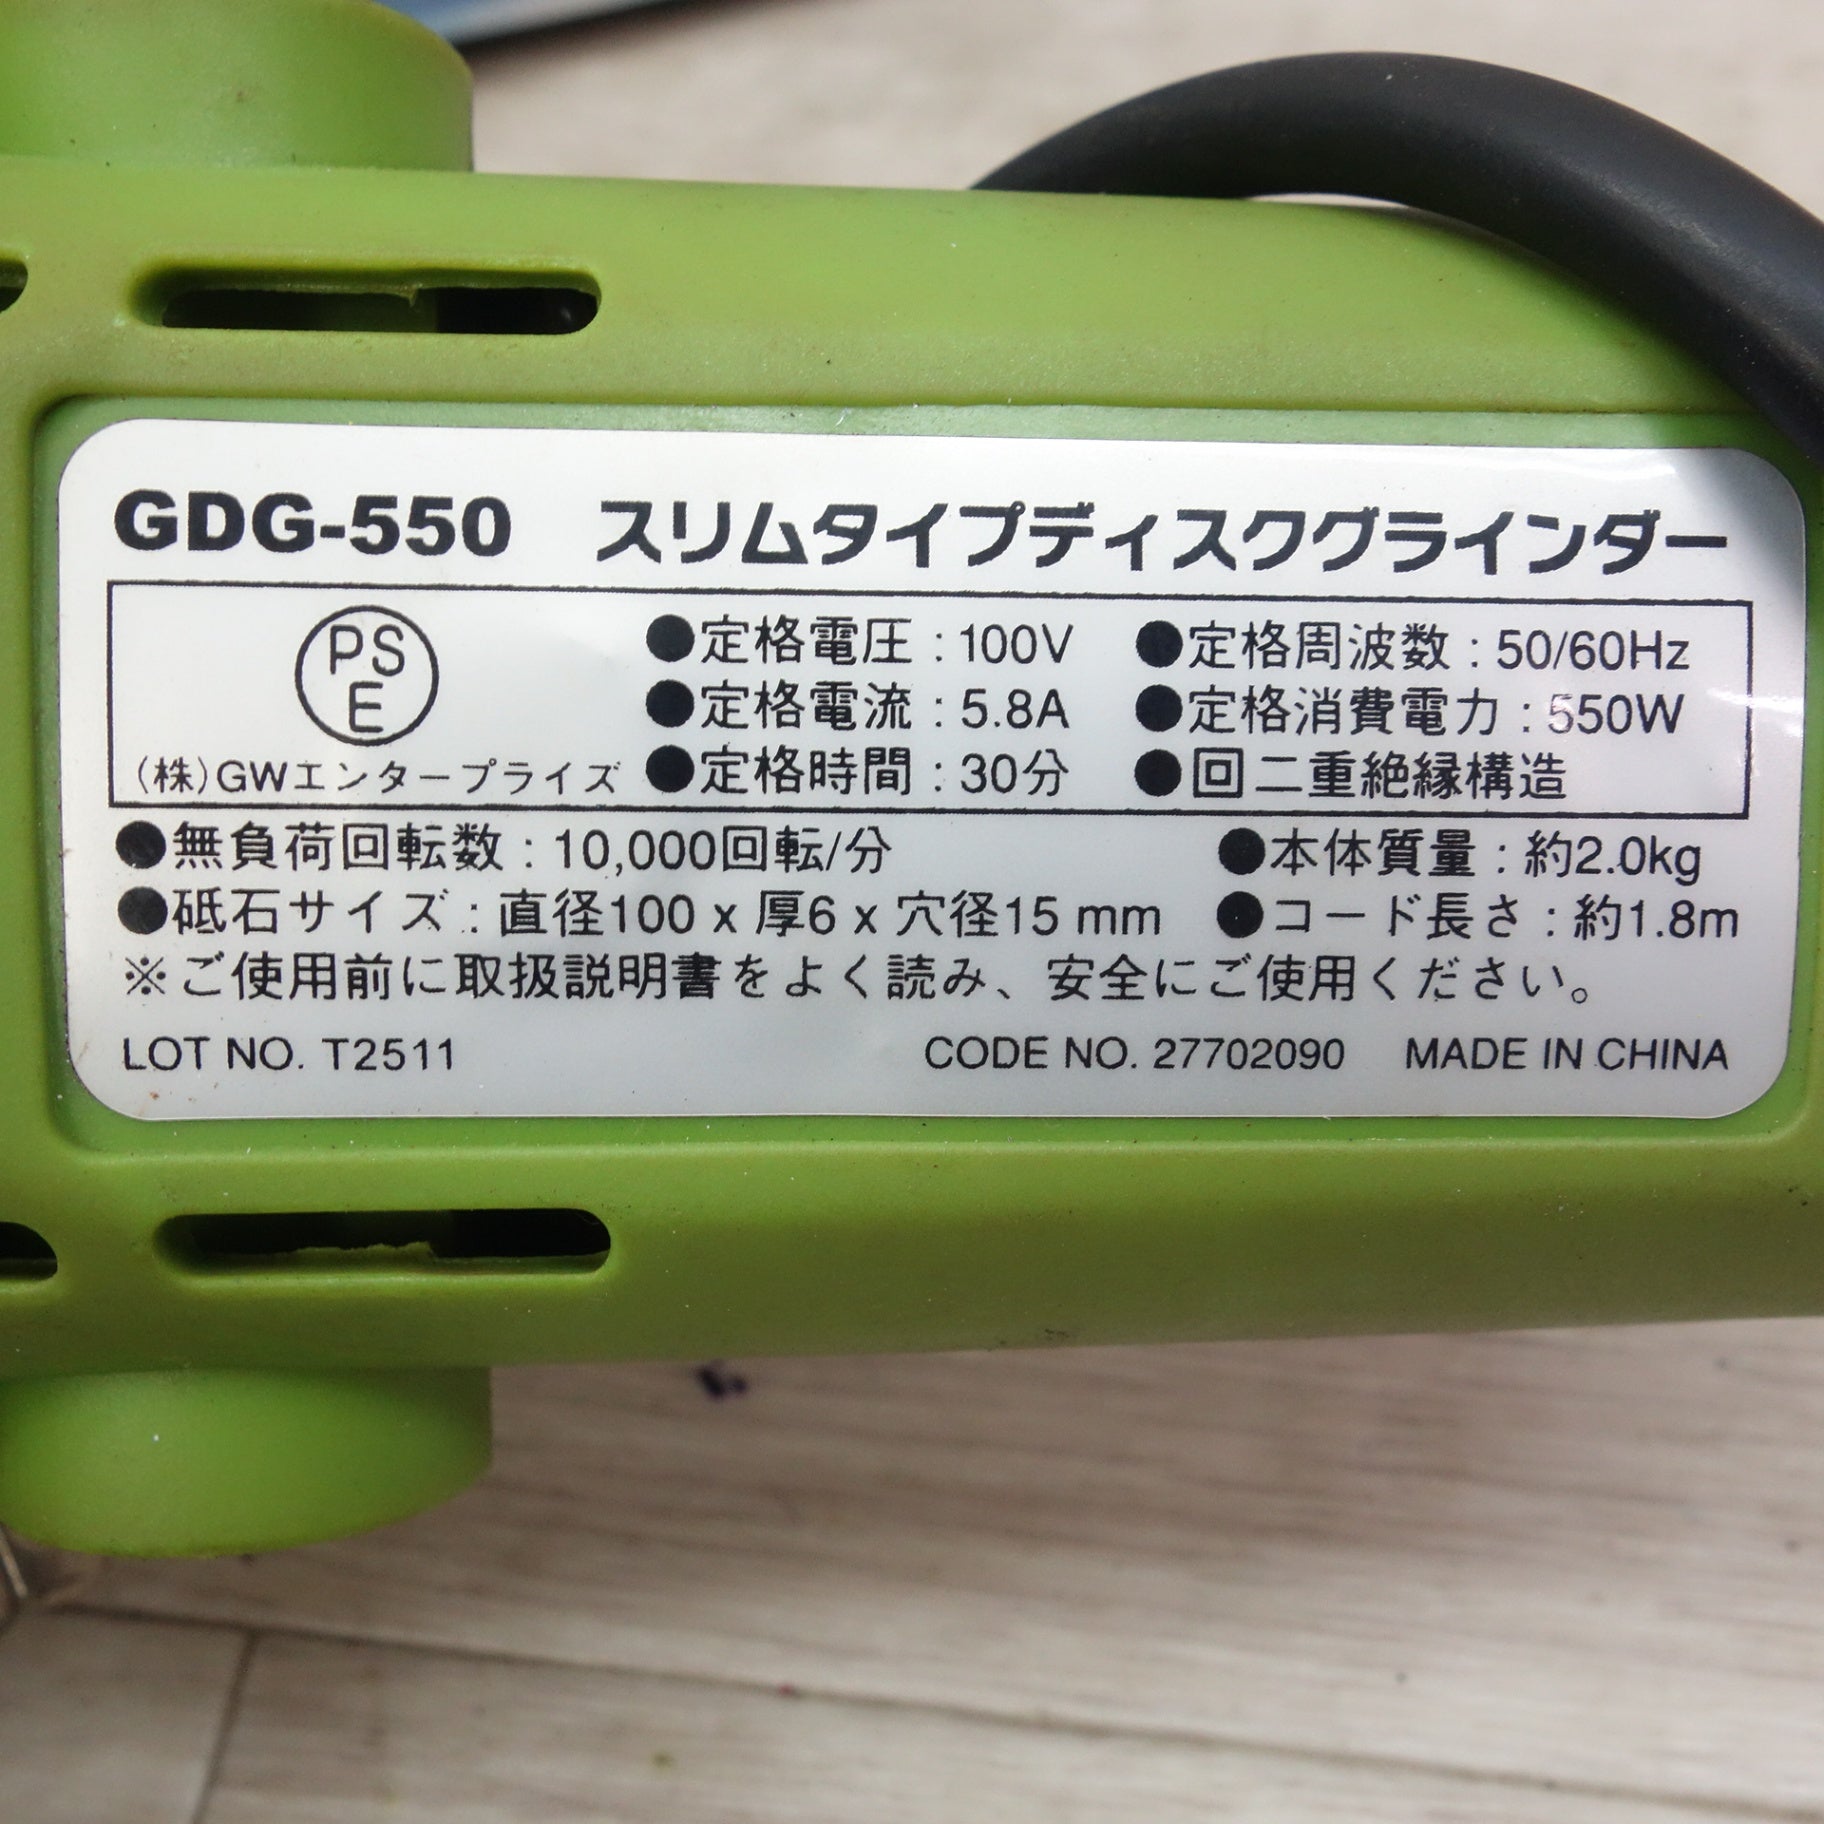 GDG-550 スリムタイプディスクグラインダー
PS
E
(株)GWエンタープライズ
●定格電圧：100V ●定格周波数：50/60Hz
●定格電流：5.8A ●定格消費電力：550W
●定格時間：30分 ●回二重絶縁構造
●無負荷回転数：10,000回転/分 ●本体質量：約2.0kg
●砥石サイズ：直径100 x 厚6 x 穴径15 mm ●コード長さ：約1.8m
※ご使用前に取扱説明書をよく読み、安全にご使用ください。
LOT NO. T2511 CODE NO. 27702090 MADE IN CHINA